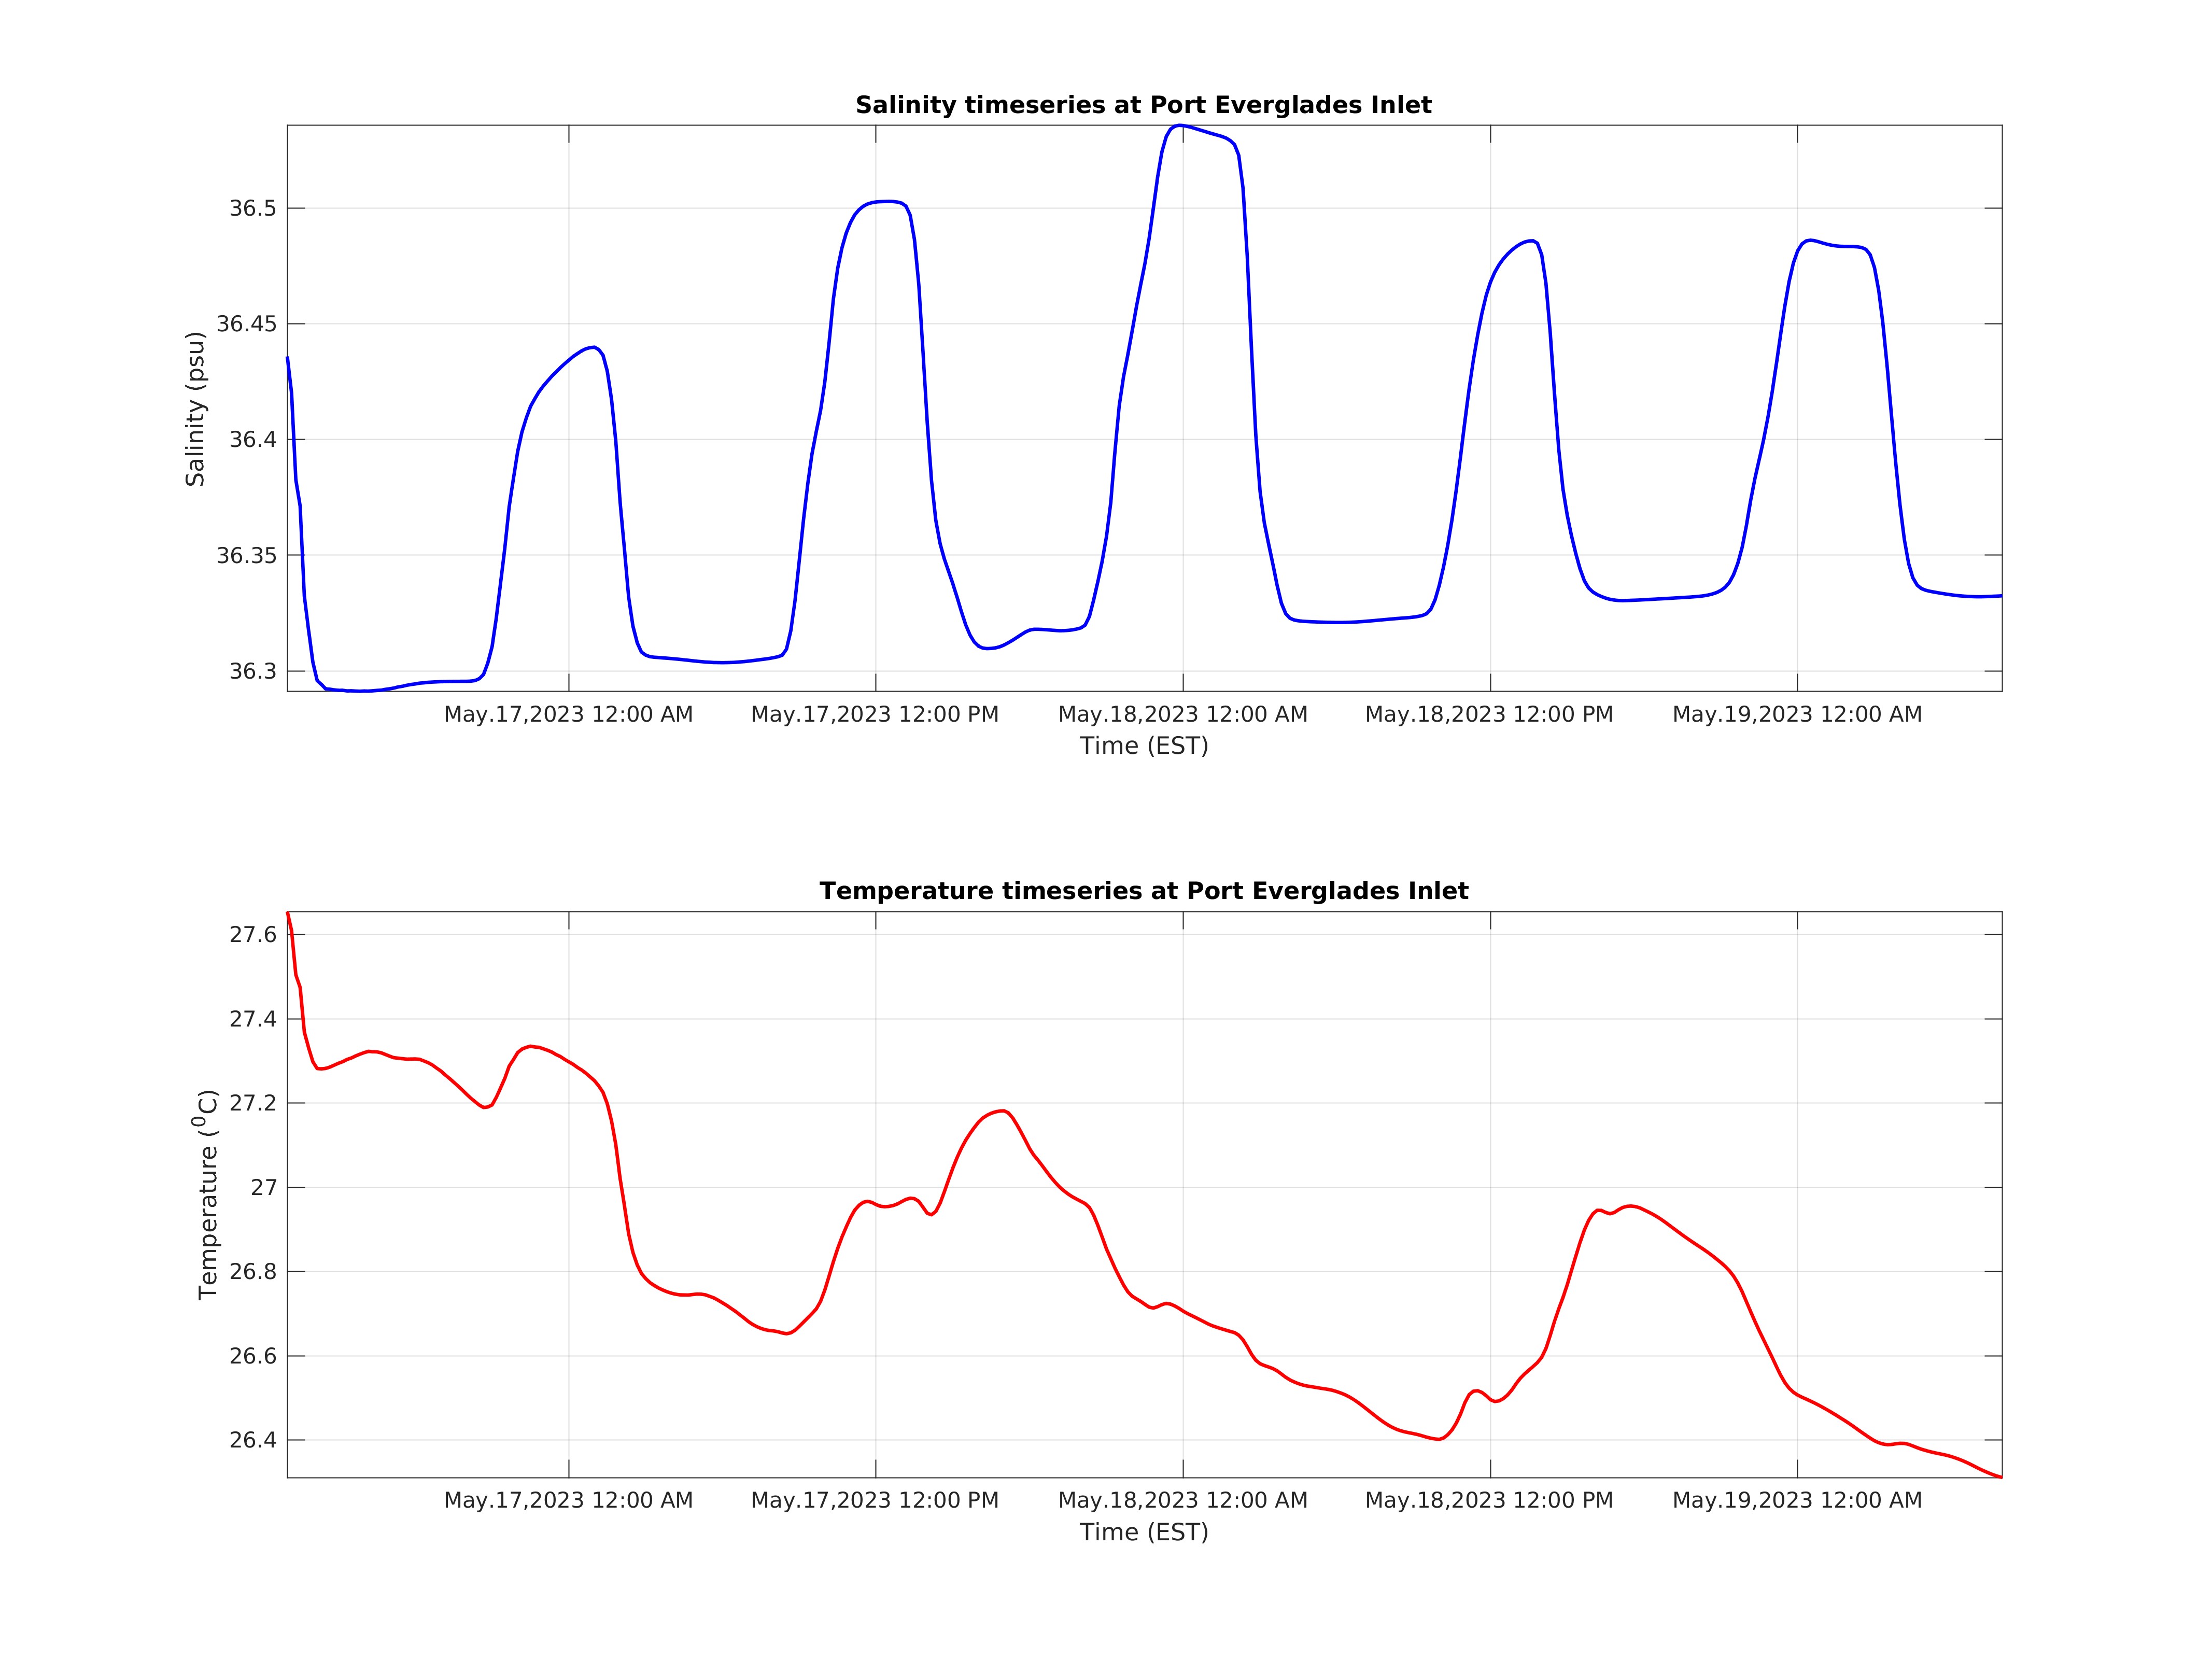 Salinity timeseries at Port Everglades Inlet
36.5
36.45
36.4
36.35
36.3
Salinity (psu)
May.17,2023 12:00 AM May.17,2023 12:00 PM May.18,2023 12:00 AM May.18,2023 12:00 PM May.19,2023 12:00 AM
Time (EST)
Temperature timeseries at Port Everglades Inlet
27.6
27.4
27.2
27
26.8
26.6
26.4
Temperature (⁰C)
May.17,2023 12:00 AM May.17,2023 12:00 PM May.18,2023 12:00 AM May.18,2023 12:00 PM May.19,2023 12:00 AM
Time (EST)